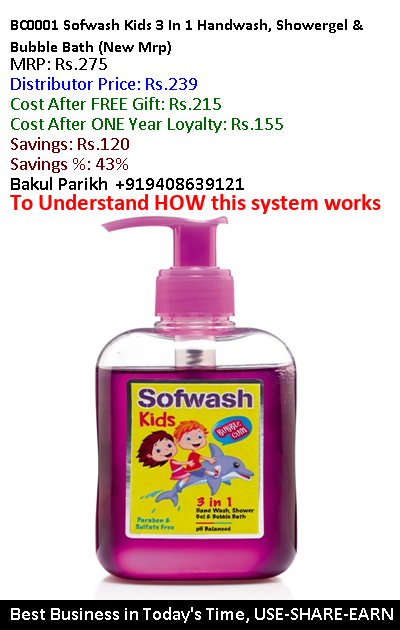 BC0001 Sofwash Kids 3 In 1 Handwash, Showergel &
Bubble Bath (New Mrp)
MRP: Rs.275
Distributor Price: Rs.239
Cost After FREE Gift: Rs.215
Cost After ONE Year Loyalty: Rs.155
Savings: Rs.120
Savings %: 43%
Bakul Parikh +919408639121
To Understand HOW this system works
Sofwash
Kids
BUBBLE
GUM
3 in 1
Hand Wash, Shower
Gel & Bubble Bath
Paraben &
Sulfate Free
pH Balanced
Best Business in Today's Time, USE-SHARE-EARN